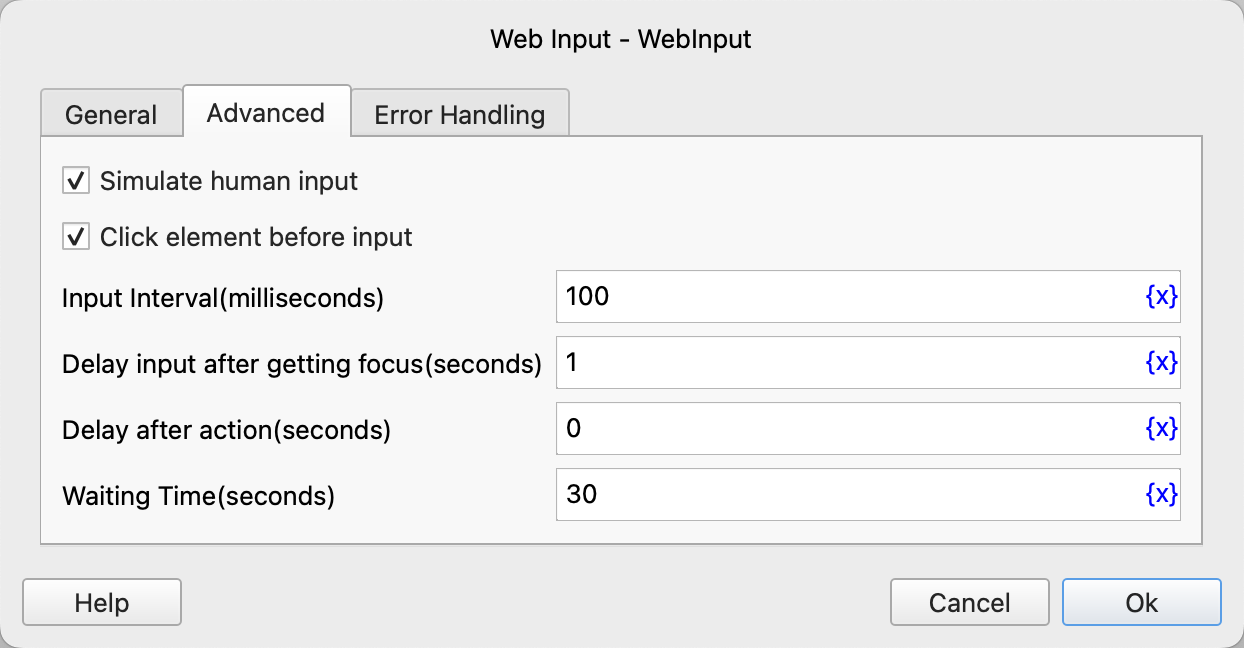 Web Input - WebInput
General Advanced Error Handling
Simulate human input
Click element before input
Input Interval(milliseconds) 100 {x}
Delay input after getting focus(seconds) 1 {x}
Delay after action(seconds) 0 {x}
Waiting Time(seconds) 30 {x}
Help Cancel Ok